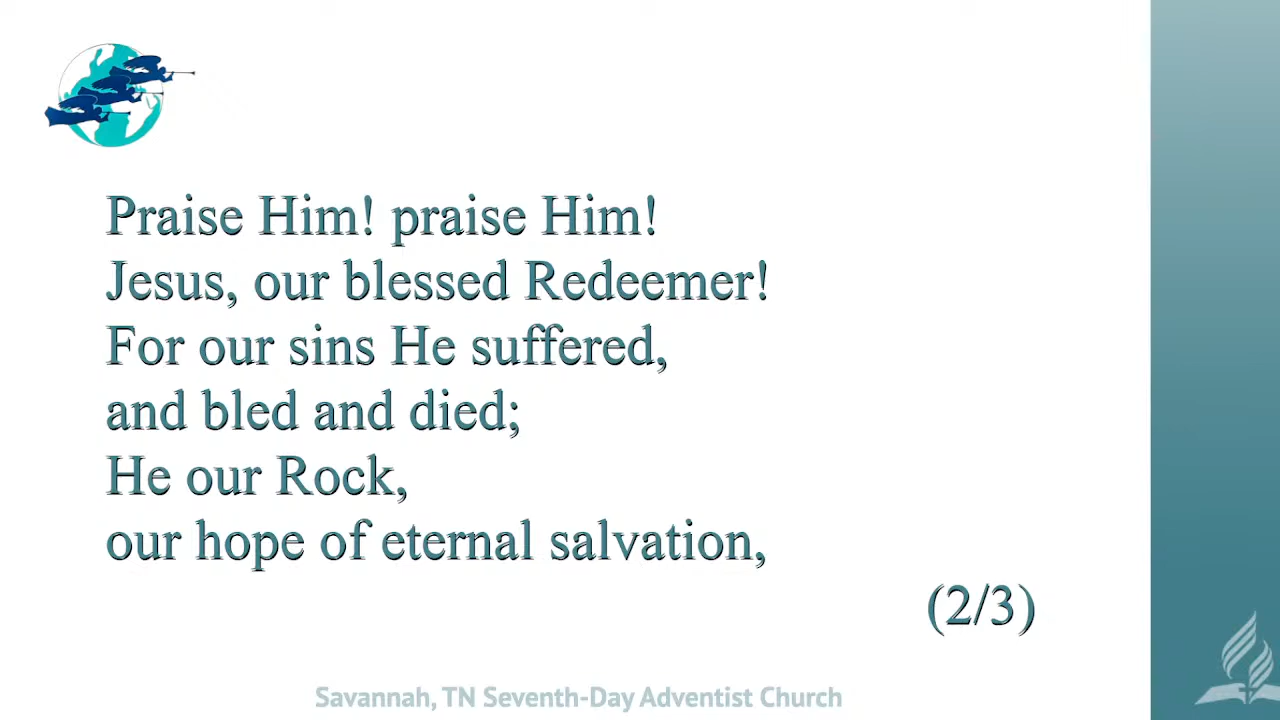 Praise Him! praise Him!
Jesus, our blessed Redeemer!
For our sins He suffered,
and bled and died;
He our Rock,
our hope of eternal salvation,
(2/3)
Savannah, TN Seventh-Day Adventist Church